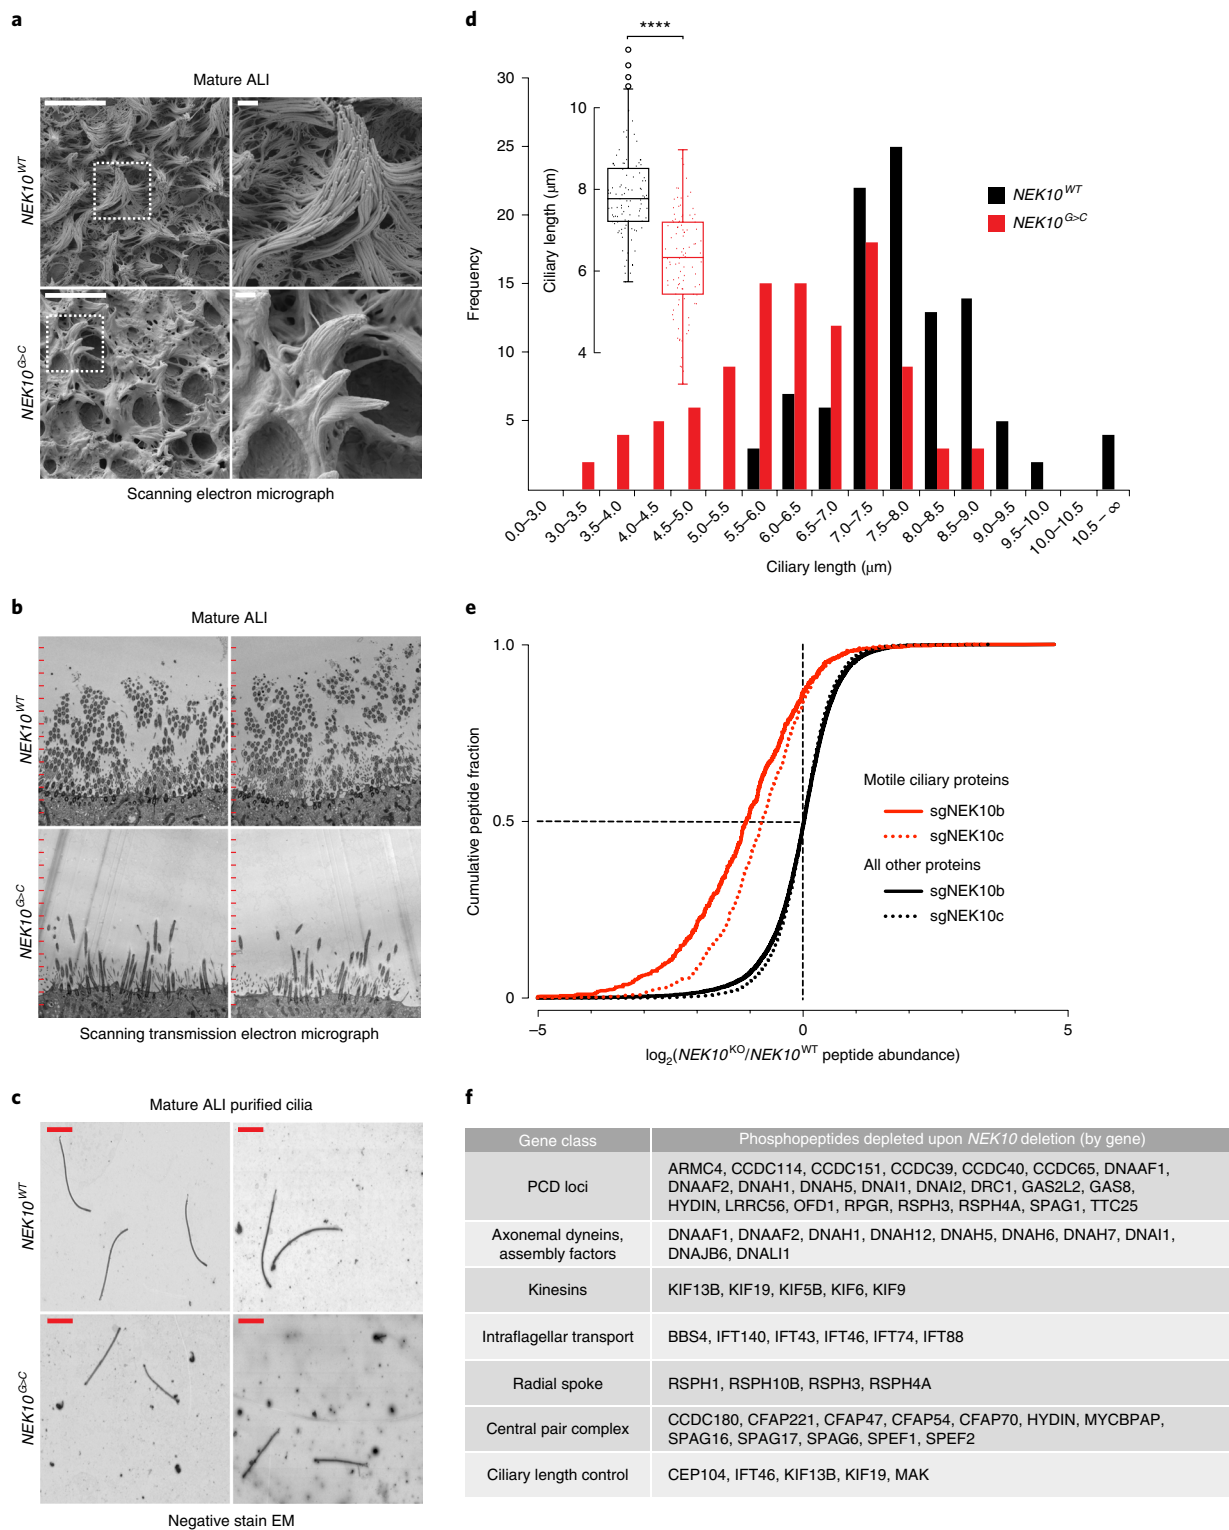 a
Mature ALI
NEK10WT
NEK10G>C
Scanning electron micrograph
b
Mature ALI
NEK10WT
NEK10G>C
Scanning transmission electron micrograph
c
Mature ALI purified cilia
NEK10WT
NEK10G>C
Negative stain EM
d
****
30
25
20
15
10
5
Frequency
10
8
6
4
Ciliary length (μm)
NEK10WT
NEK10G>C
0.0–3.0
3.0–3.5
3.5–4.0
4.0–4.5
4.5–5.0
5.0–5.5
5.5–6.0
6.0–6.5
6.5–7.0
7.0–7.5
7.5–8.0
8.0–8.5
8.5–9.0
9.0–9.5
9.5–10.0
10.0–10.5
10.5 – ∞
Ciliary length (μm)
e
1.0
0.5
0
Cumulative peptide fraction
Motile ciliary proteins
sgNEK10b
sgNEK10c
All other proteins
sgNEK10b
sgNEK10c
–5
0
5
log2(NEK10KO/NEK10WT peptide abundance)
f
Gene class
Phosphopeptides depleted upon NEK10 deletion (by gene)
PCD loci
ARMC4, CCDC114, CCDC151, CCDC39, CCDC40, CCDC65, DNAAF1,
DNAAF2, DNAH1, DNAH5, DNAI1, DNAI2, DRC1, GAS2L2, GAS8,
HYDIN, LRRC56, OFD1, RPGR, RSPH3, RSPH4A, SPAG1, TTC25
Axonemal dyneins,
assembly factors
DNAAF1, DNAAF2, DNAH1, DNAH12, DNAH5, DNAH6, DNAH7, DNAI1,
DNAJB6, DNALI1
Kinesins
KIF13B, KIF19, KIF5B, KIF6, KIF9
Intraflagellar transport
BBS4, IFT140, IFT43, IFT46, IFT74, IFT88
Radial spoke
RSPH1, RSPH10B, RSPH3, RSPH4A
Central pair complex
CCDC180, CFAP221, CFAP47, CFAP54, CFAP70, HYDIN, MYCBPAP,
SPAG16, SPAG17, SPAG6, SPEF1, SPEF2
Ciliary length control
CEP104, IFT46, KIF13B, KIF19, MAK